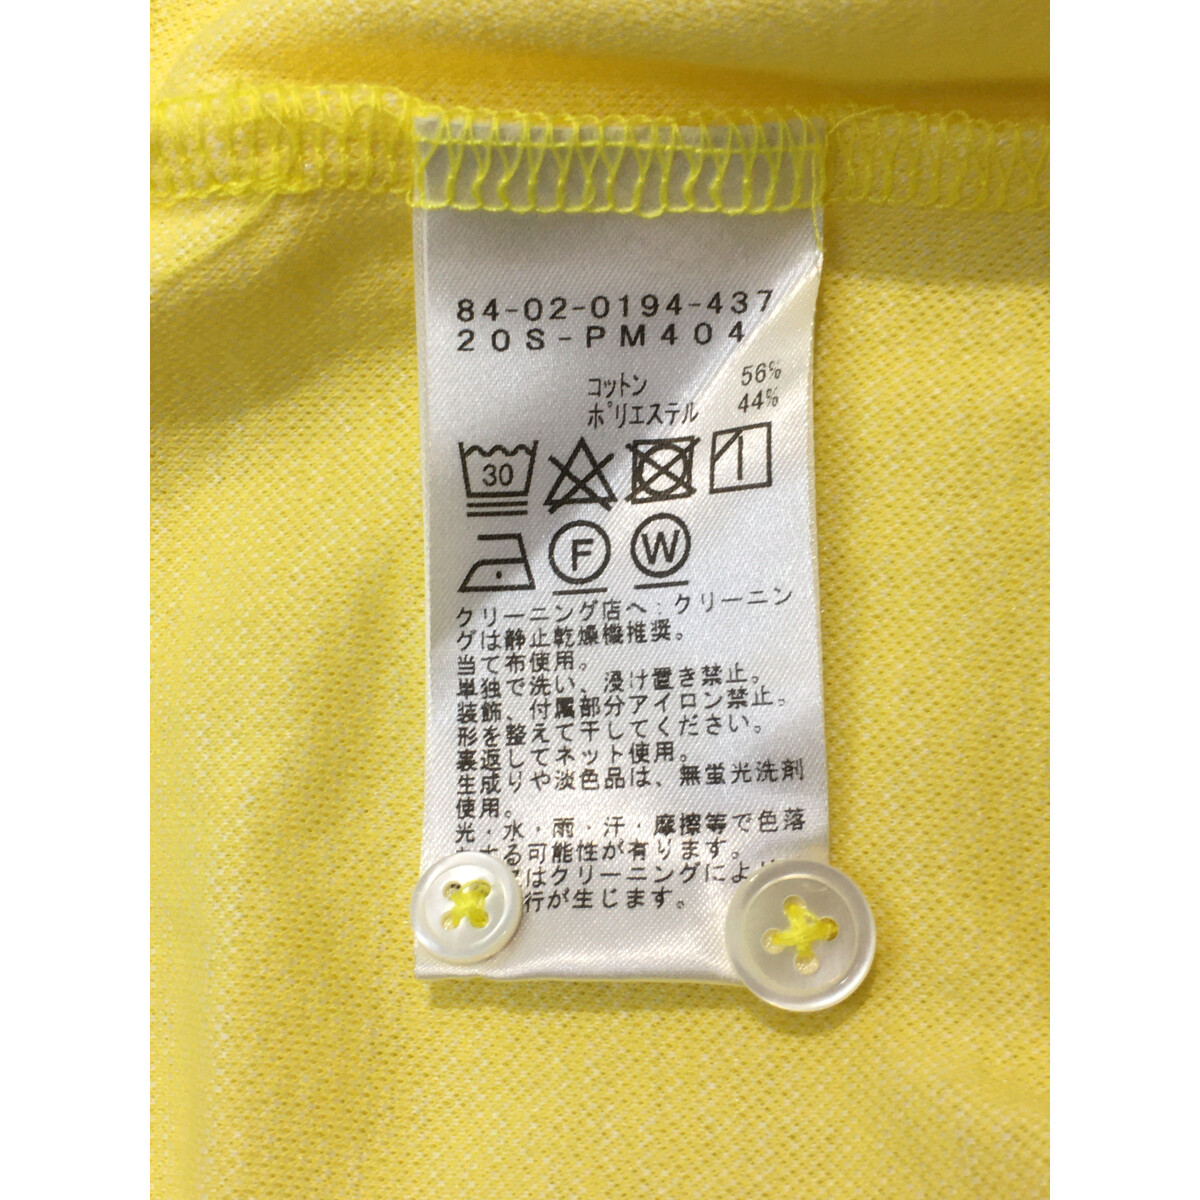 84-02-0194-437
20S-PM404
コットン 56%
ポリエステル 44%
30
F W
クリーニング店へ:クリーニン
グは静止乾燥機推奨。
当て布使用。
単独で洗い、浸け置き禁止。
装飾、付属部分アイロン禁止。
形を整えて干してください。
裏返してネット使用。
生成りや淡色品は、無蛍光洗剤
使用。
光・水・雨・汗・摩擦等で色落
する可能性が有ります。
はクリーニングによ
行が生じます。